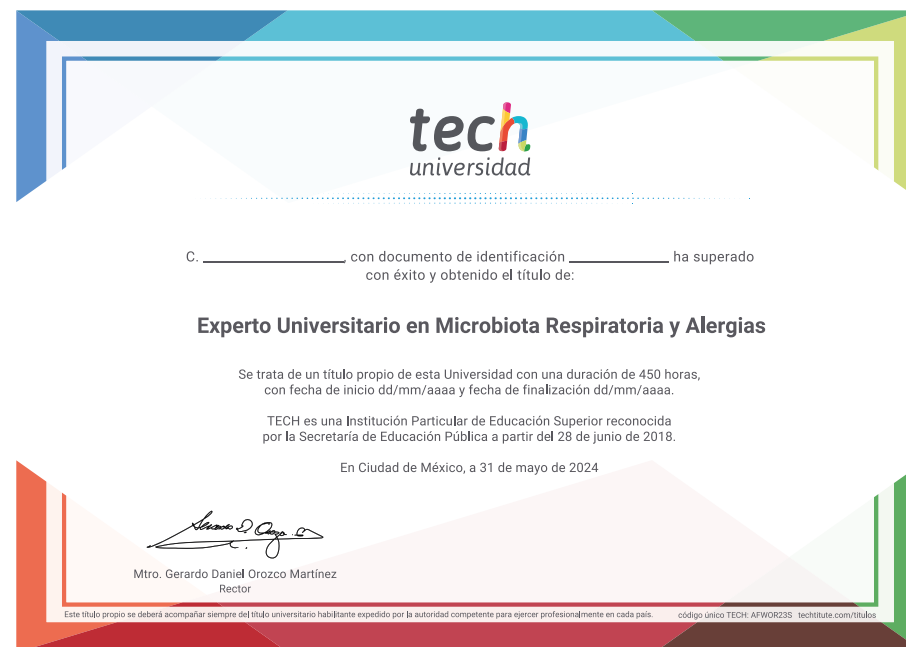 tech
universidad
C. ____________________, con documento de identificación ______________ ha superado
con éxito y obtenido el título de:
Experto Universitario en Microbiota Respiratoria y Alergias
Se trata de un título propio de esta Universidad con una duración de 450 horas,
con fecha de inicio dd/mm/aaaa y fecha de finalización dd/mm/aaaa.
TECH es una Institución Particular de Educación Superior reconocida
por la Secretaría de Educación Pública a partir del 28 de junio de 2018.
En Ciudad de México, a 31 de mayo de 2024
Mtro. Gerardo Daniel Orozco Martínez
Rector
Este título propio se deberá acompañar siempre del título universitario habilitante expedido por la autoridad competente para ejercer profesionalmente en cada país. código único TECH: AFWOR23S techtitute.com/titulos